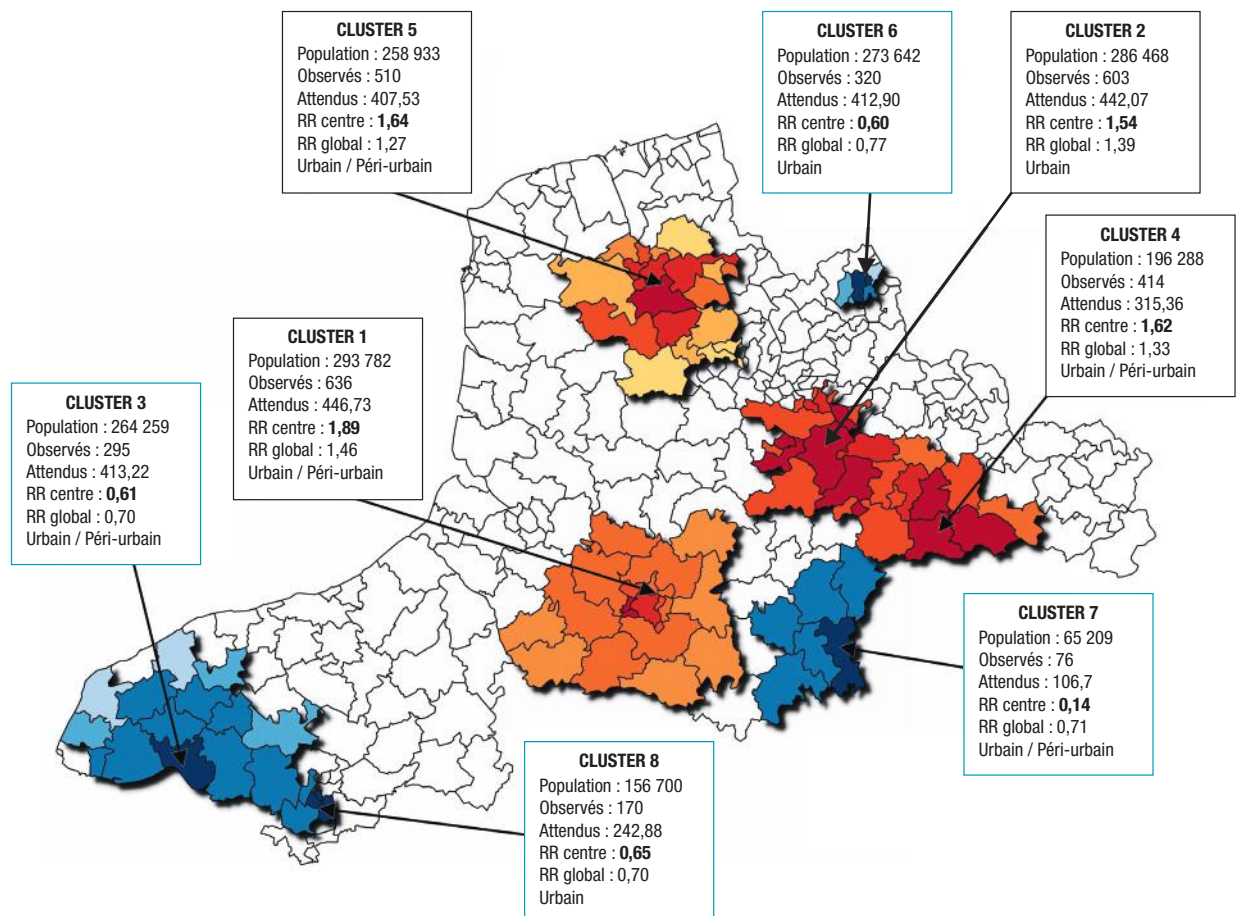 CLUSTER 5
Population : 258 933
Observés : 510
Attendus : 407,53
RR centre : 1,64
RR global : 1,27
Urbain / Péri-urbain
CLUSTER 6
Population : 273 642
Observés : 320
Attendus : 412,90
RR centre : 0,60
RR global : 0,77
Urbain
CLUSTER 2
Population : 286 468
Observés : 603
Attendus : 442,07
RR centre : 1,54
RR global : 1,39
Urbain
CLUSTER 4
Population : 196 288
Observés : 414
Attendus : 315,36
RR centre : 1,62
RR global : 1,33
Urbain / Péri-urbain
CLUSTER 1
Population : 293 782
Observés : 636
Attendus : 446,73
RR centre : 1,89
RR global : 1,46
Urbain / Péri-urbain
CLUSTER 3
Population : 264 259
Observés : 295
Attendus : 413,22
RR centre : 0,61
RR global : 0,70
Urbain / Péri-urbain
CLUSTER 7
Population : 65 209
Observés : 76
Attendus : 106,7
RR centre : 0,14
RR global : 0,71
Urbain / Péri-urbain
CLUSTER 8
Population : 156 700
Observés : 170
Attendus : 242,88
RR centre : 0,65
RR global : 0,70
Urbain